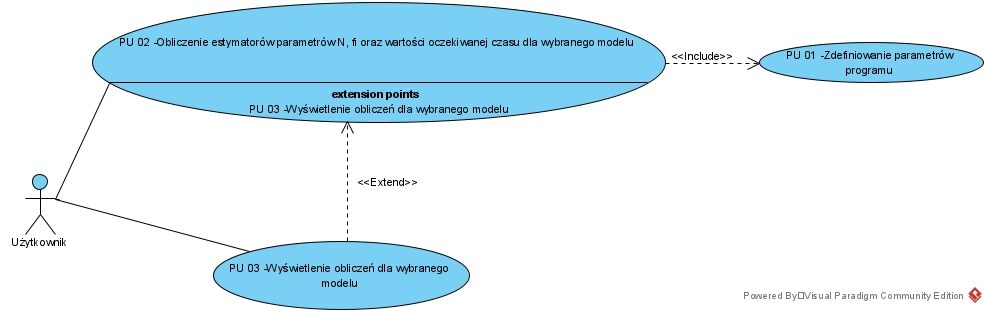 PU 02 -Obliczenie estymatorów parametrów N, fi oraz wartości oczekiwanej czasu dla wybranego modelu
extension points
PU 03 -Wyświetlenie obliczeń dla wybranego modelu
<<Include>>
PU 01 -Zdefiniowanie parametrów
programu
<<Extend>>
Użytkownik
PU 03 -Wyświetlenie obliczeń dla wybranego
modelu
Powered By Visual Paradigm Community Edition